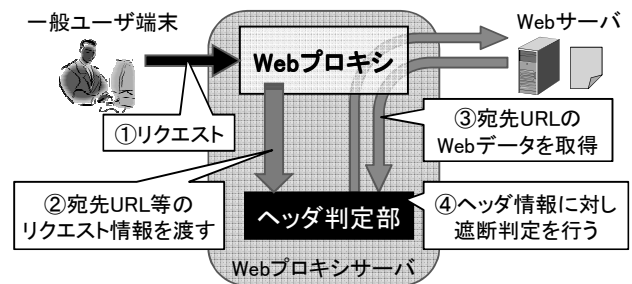 一般ユーザ端末
Webサーバ
Webプロキシ
①リクエスト
③宛先URLの
Webデータを取得
②宛先URL等の
リクエスト情報を渡す
ヘッダ判定部
④ヘッダ情報に対し
遮断判定を行う
Webプロキシサーバ